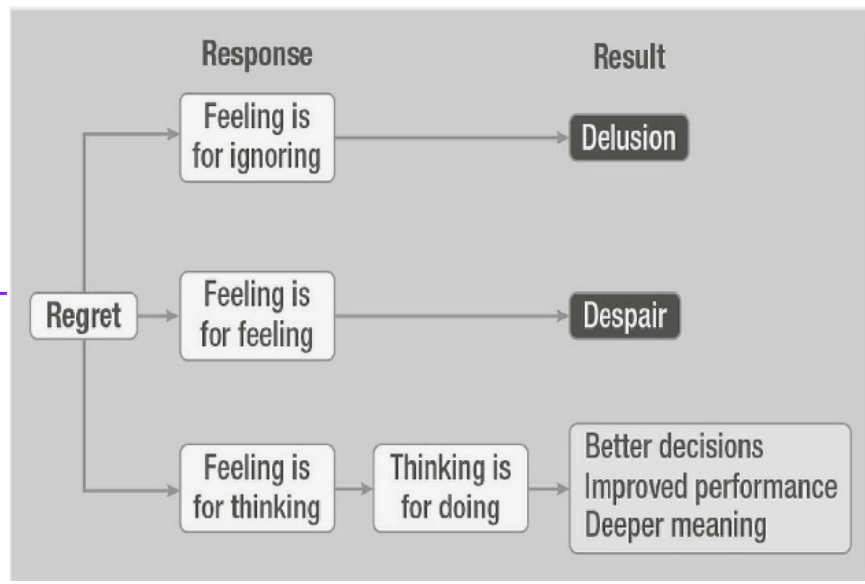 Response
Result
Feeling is
for ignoring
Delusion
Regret
Feeling is
for feeling
Despair
Feeling is
for thinking
Thinking is
for doing
Better decisions
Improved performance
Deeper meaning